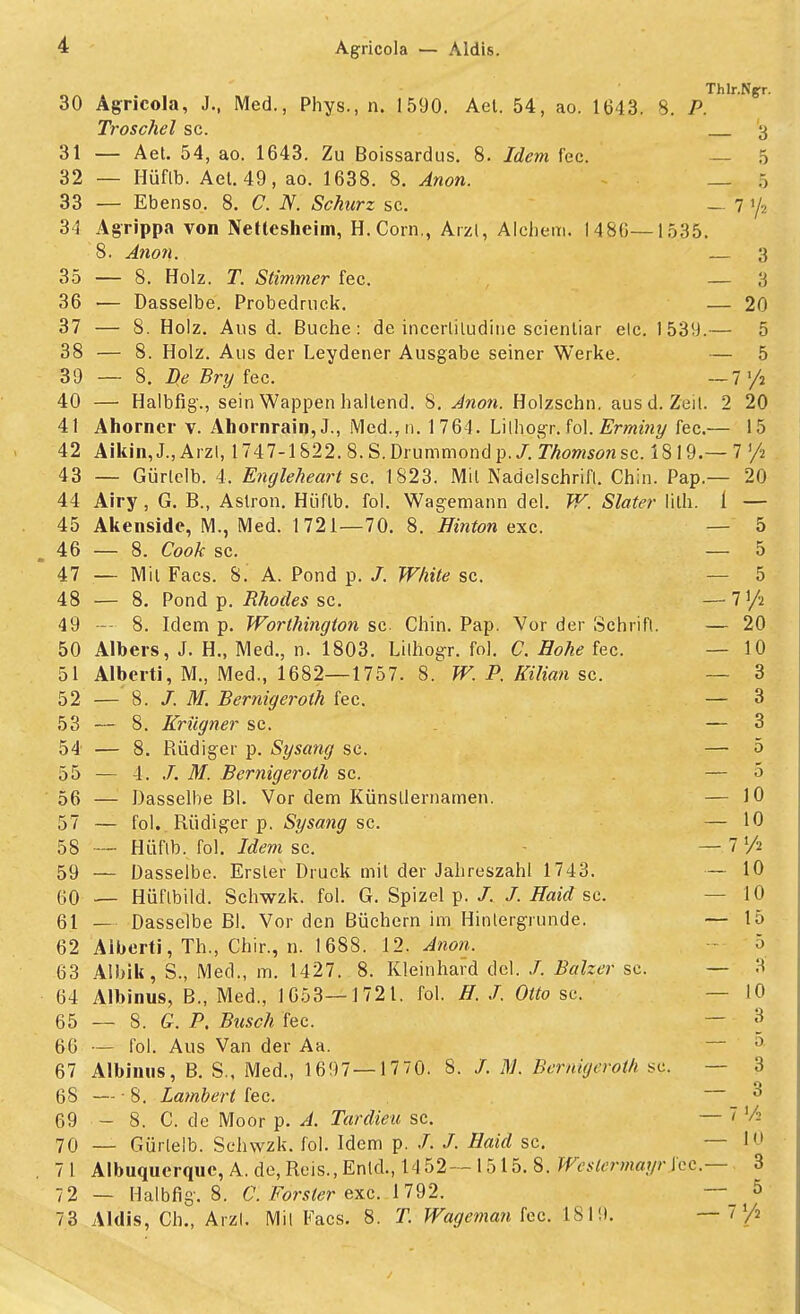 4 Agricola — Aldis.
Thlr.Ngr.
30 Agricola, J., Med., Phys., n. 1590. Aet. 54, ao. 1643. 8. P.
Troschel sc. — 3
31 — Aet. 54, ao. 1643. Zu Boissardus. 8. Idem fec. — 5
32 — Hüftb. Aet. 49, ao. 1638. 8. Anon. — 5
33 — Ebenso. 8. C. N. Schurz sc. — 7 ½
34 Agrippa von Nettesheim, H. Corn., Arzt, Alchem. 1486—1535.
8. Anon. — 3
35 — 8. Holz. T. Stimmer fec. — 3
36 — Dasselbe. Probedruck. — 20
37 — 8. Holz. Aus d. Buche: de incertitudine scientiar etc. 1539. — 5
38 — 8. Holz. Aus der Leydener Ausgabe seiner Werke. — 5
39 — 8. De Bry fec. — 7 ½
40 — Halbfig., sein Wappen haltend. 8. Anon. Holzschn. aus d. Zeit. 2 20
41 Ahorner v. Ahornrain, J., Med., n. 1764. Lithogr. fol. Erminy fec. — 15
42 Aikin, J., Arzt, 1747-1822. 8. S. Drummond p. J. Thomson sc. 1819. — 7 ½
43 — Gürtelb. 4. Engleheart sc. 1823. Mit Nadelschrift. Chin. Pap. — 20
44 Airy, G. B., Astron. Hüftb. fol. Wagemann del. W. Slater lith. 1 —
45 Akenside, M., Med. 1721—70. 8. Hinton exc. — 5
46 — 8. Cook sc. — 5
47 — Mit Facs. 8. A. Pond p. J. White sc. — 5
48 — 8. Pond p. Rhodes sc. — 7 ½
49 — 8. Idem p. Worthington sc. Chin. Pap. Vor der Schrift. — 20
50 Albers, J. H., Med., n. 1803. Lithogr. fol. C. Hohe fec. — 10
51 Alberti, M., Med., 1682—1757. 8. W. P. Kilian sc. — 3
52 — 8. J. M. Bernigeroth fec. — 3
53 — 8. Krügner sc. — 3
54 — 8. Rüdiger p. Sysang sc. — 5
55 — 4. J. M. Bernigeroth sc. — 5
56 — Dasselbe Bl. Vor dem Künstlernamen. — 10
57 — fol. Rüdiger p. Sysang sc. — 10
58 — Hüftb. fol. Idem sc. — 7 ½
59 — Dasselbe. Erster Druck mit der Jahreszahl 1743. — 10
60 — Hüftbild. Schwzk. fol. G. Spizel p. J. J. Haid sc. — 10
61 — Dasselbe Bl. Vor den Büchern im Hintergrunde. — 15
62 Alberti, Th., Chir., n. 1688. 12. Anon. — 5
63 Albik, S., Med., m. 1427. 8. Kleinhard del. J. Balzer sc. — 3
64 Albinus, B., Med., 1653—1721. fol. H. J. Otto sc. — 10
65 — 8. G. P. Busch fec. — 3
66 — fol. Aus Van der Aa. — 5
67 Albinus, B. S., Med., 1697—1770. 8. J. M. Bernigeroth sc. — 3
68 — 8. Lambert fec. — 3
69 — 8. C. de Moor p. A. Tardieu sc. — 7 ½
70 — Gürtelb. Schwzk. fol. Idem p. J. J. Haid sc. — 10
71 Albuquerque, A. de, Reis., Entd., 1452—1515. 8. Westermayr fec. — 3
72 — Halbfig. 8. C. Forster exc. 1792. — 5
73 Aldis, Ch., Arzt. Mit Facs. 8. T. Wageman fec. 1819. — 7 ½